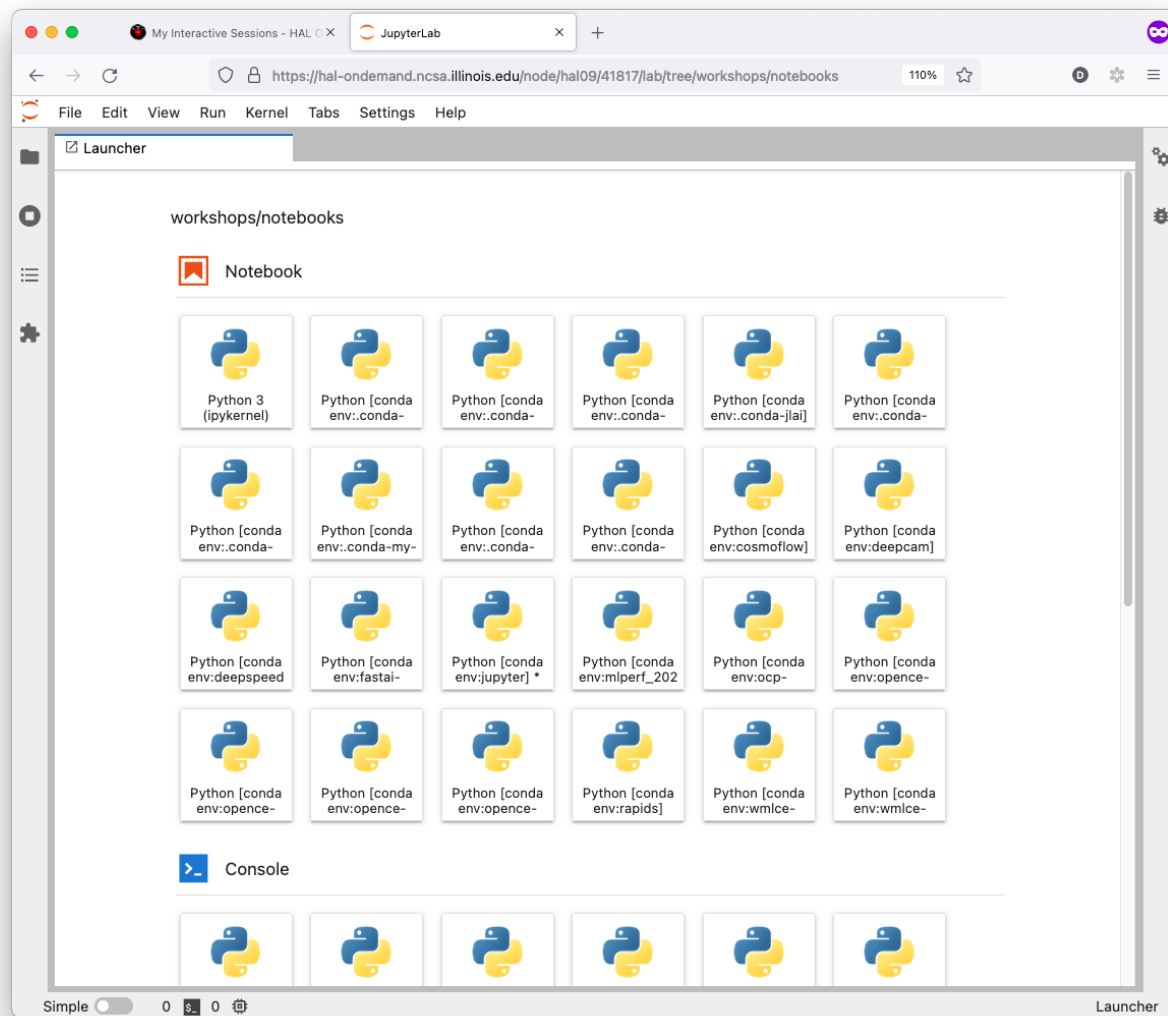 My Interactive Sessions - HAL
JupyterLab
https://hal-ondemand.ncsa.illinois.edu/node/hal09/41817/lab/tree/workshops/notebooks
110%
D
File Edit View Run Kernel Tabs Settings Help
Launcher
workshops/notebooks
Notebook
Python 3
(ipykernel)
Python [conda
env:.conda-
Python [conda
env:.conda-
Python [conda
env:.conda-
Python [conda
env:.conda-jlai]
Python [conda
env:.conda-
Python [conda
env:.conda-
Python [conda
env:.conda-my-
Python [conda
env:.conda-
Python [conda
env:.conda-
Python [conda
env:cosmoflow]
Python [conda
env:deepcam]
Python [conda
env:deepspeed
Python [conda
env:fastai-
Python [conda
env:jupyter] *
Python [conda
env:mlperf_202
Python [conda
env:ocp-
Python [conda
env:opence-
Python [conda
env:opence-
Python [conda
env:opence-
Python [conda
env:opence-
Python [conda
env:rapids]
Python [conda
env:wmlce-
Python [conda
env:wmlce-
Console
Simple 0 $_ 0 Launcher